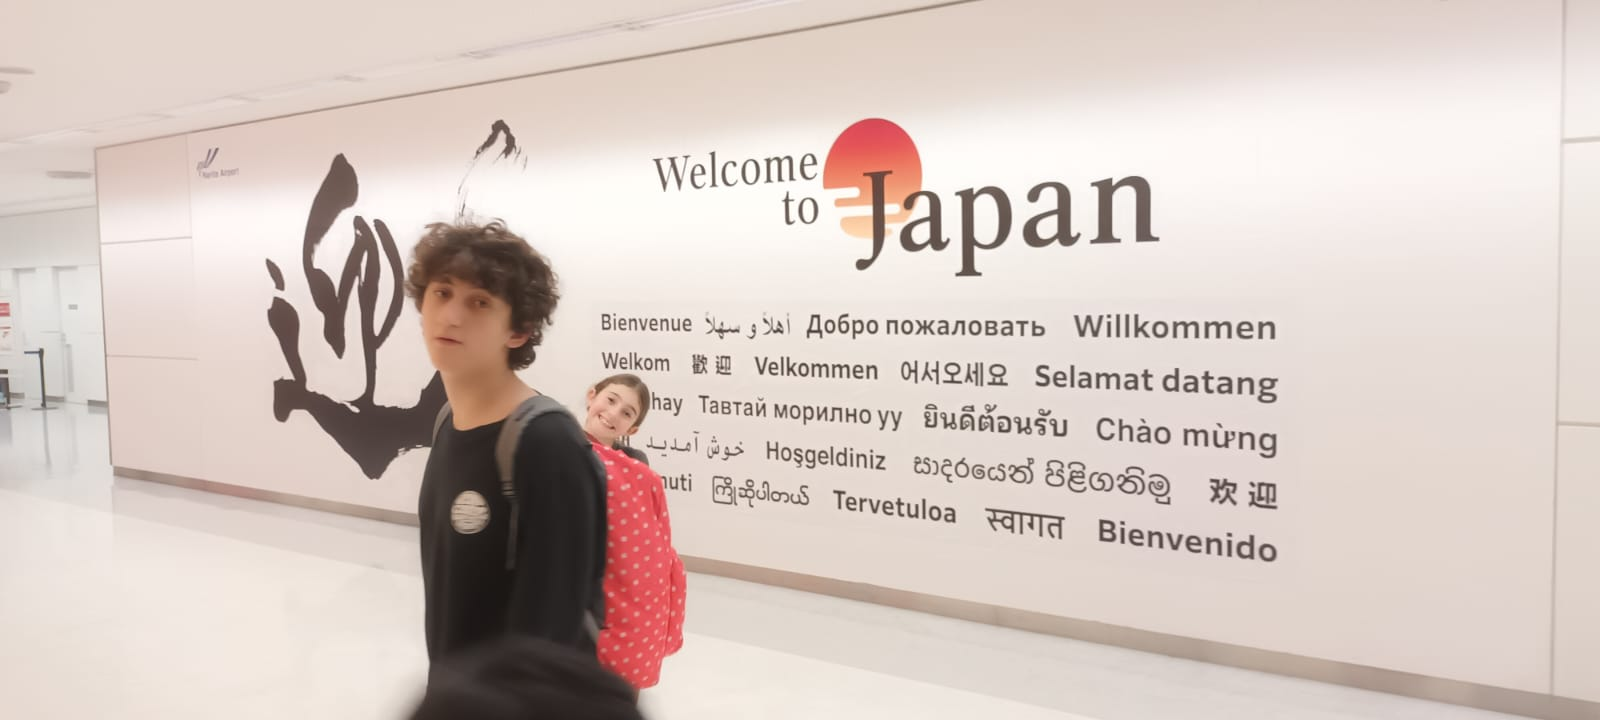 迎
Narita Airport
Welcome
to Japan
Bienvenue أهلاً و سهلاً Добро пожаловать Willkommen
Welkom 歡迎 Velkommen 어서오세요 Selamat datang
Тавтай морилно уу ยินดีต้อนรับ Chào mừng
خوش آمدید Hoşgeldiniz සාදරයෙන් පිළිගනිමු 欢迎
ကြိုဆိုပါတယ် Tervetuloa स्वागत Bienvenido